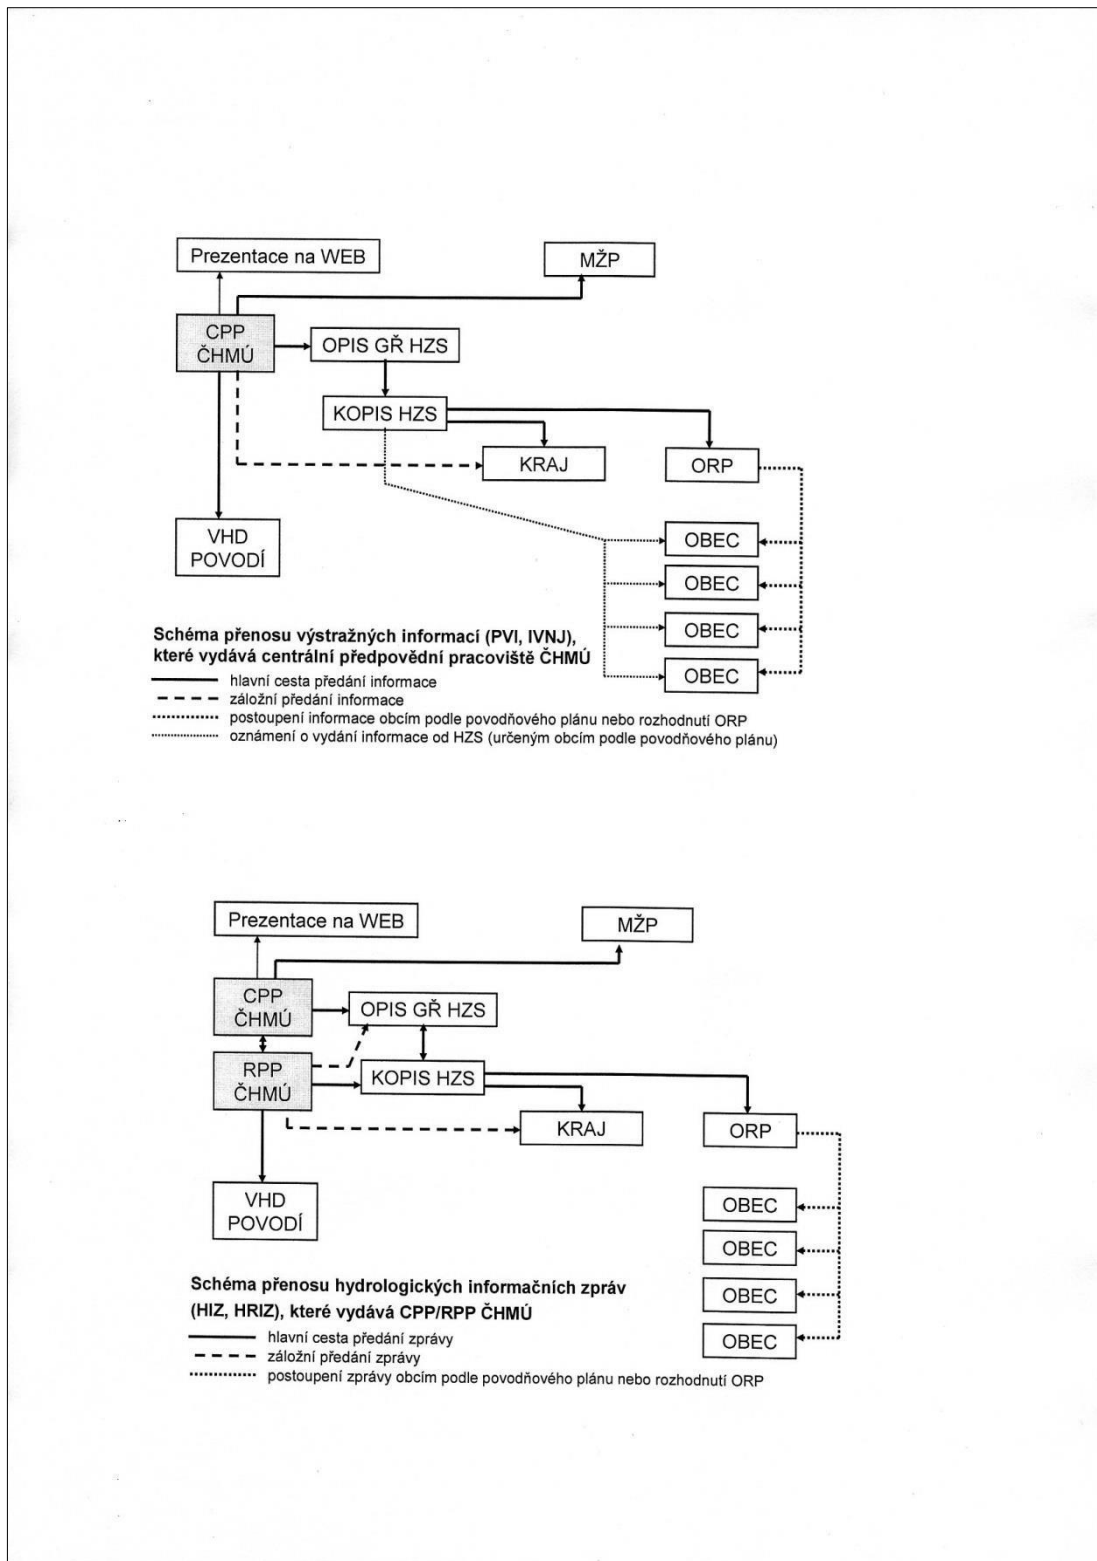 Prezentace na WEB
MŽP
CPP
ČHMÚ
OPIS GŘ HZS
KOPIS HZS
KRAJ
ORP
VHD
POVODÍ
OBEC
OBEC
OBEC
OBEC
Schéma přenosu výstražných informací (PVI, IVNJ),
které vydává centrální předpovědní pracoviště ČHMÚ
hlavní cesta předání informace
záložní předání informace
postoupení informace obcím podle povodňového plánu nebo rozhodnutí ORP
oznámení o vydání informace od HZS (určeným obcím podle povodňového plánu)
Prezentace na WEB
MŽP
CPP
ČHMÚ
OPIS GŘ HZS
RPP
ČHMÚ
KOPIS HZS
KRAJ
ORP
VHD
POVODÍ
OBEC
OBEC
OBEC
OBEC
Schéma přenosu hydrologických informačních zpráv
(HIZ, HRIZ), které vydává CPP/RPP ČHMÚ
hlavní cesta předání zprávy
záložní předání zprávy
postoupení zprávy obcím podle povodňového plánu nebo rozhodnutí ORP